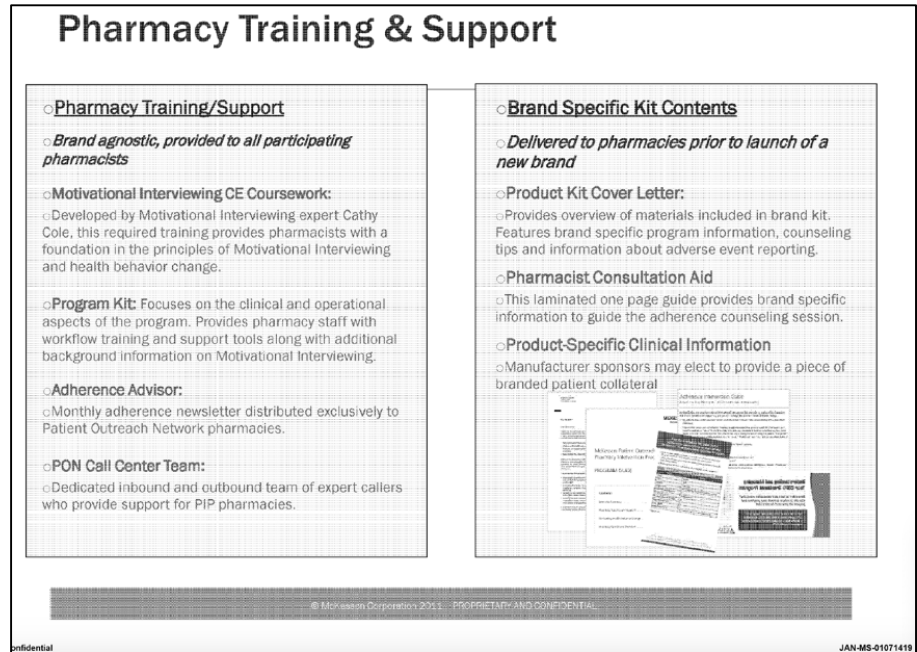 Pharmacy Training & Support
○Pharmacy Training/Support
○Brand agnostic, provided to all participating
pharmacists
○Motivational Interviewing CE Coursework:
○Developed by Motivational Interviewing expert Cathy
Cole, this required training provides pharmacists with a
foundation in the principles of Motivational Interviewing
and health behavior change.
○Program Kit: Focuses on the clinical and operational
aspects of the program. Provides pharmacy staff with
workflow training and support tools along with additional
background information on Motivational Interviewing.
○Adherence Advisor:
○Monthly adherence newsletter distributed exclusively to
Patient Outreach Network pharmacies.
○PON Call Center Team:
○Dedicated inbound and outbound team of expert callers
who provide support for PIP pharmacies.
○Brand Specific Kit Contents
○Delivered to pharmacies prior to launch of a
new brand
○Product Kit Cover Letter:
○Provides overview of materials included in brand kit.
Features brand specific program information, counseling
tips and information about adverse event reporting.
○Pharmacist Consultation Aid
○This laminated one page guide provides brand specific
information to guide the adherence counseling session.
○Product-Specific Clinical Information
○Manufacturer sponsors may elect to provide a piece of
branded patient collateral
© McKesson Corporation 2011 PROPRIETARY AND CONFIDENTIAL
onfidential
JAN-MS-01071419